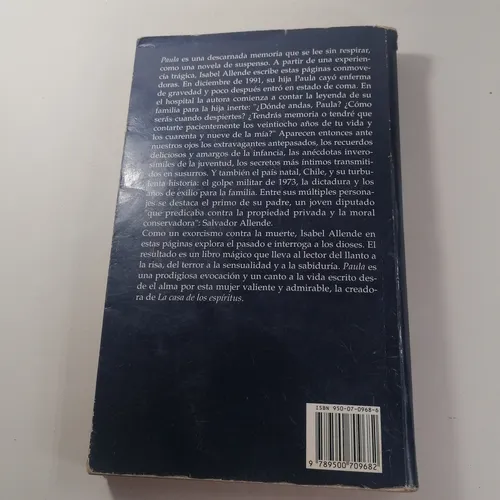 Paula es una descarnada memoria que se lee sin respirar,
como una novela de suspenso. A partir de una experien-
cia trágica, Isabel Allende escribe estas páginas conmove-
doras. En diciembre de 1991, su hija Paula cayó enferma
de gravedad y poco después entró en estado de coma. En
el hospital la autora comienza a contar la leyenda de su
familia para la hija inerte: "¿Dónde andas, Paula? ¿Cómo
serás cuando despiertes? ¿Tendrás memoria o tendré que
contarte pacientemente los veintiocho años de tu vida y
los cuarenta y nueve de la mía?" Aparecen entonces ante
nuestros ojos los extravagantes antepasados, los recuerdos
deliciosos y amargos de la infancia, las anécdotas invero-
símiles de la juventud, los secretos más íntimos transmiti-
dos en susurros. Y también el país natal, Chile, y su turbu-
lenta historia: el golpe militar de 1973, la dictadura y los
años de exilio para la familia. Entre sus múltiples persona-
jes se destaca el primo de su padre, un joven diputado
"que predicaba contra la propiedad privada y la moral
conservadora": Salvador Allende.
Como un exorcismo contra la muerte, Isabel Allende en
estas páginas explora el pasado e interroga a los dioses. El
resultado es un libro mágico que lleva al lector del llanto a
la risa, del terror a la sensualidad y a la sabiduría. Paula es
una prodigiosa evocación y un canto a la vida escrito des-
de el alma por esta mujer valiente y admirable, la creado-
ra de La casa de los espíritus.
ISBN 950-07-0968-6
9 789500 709682